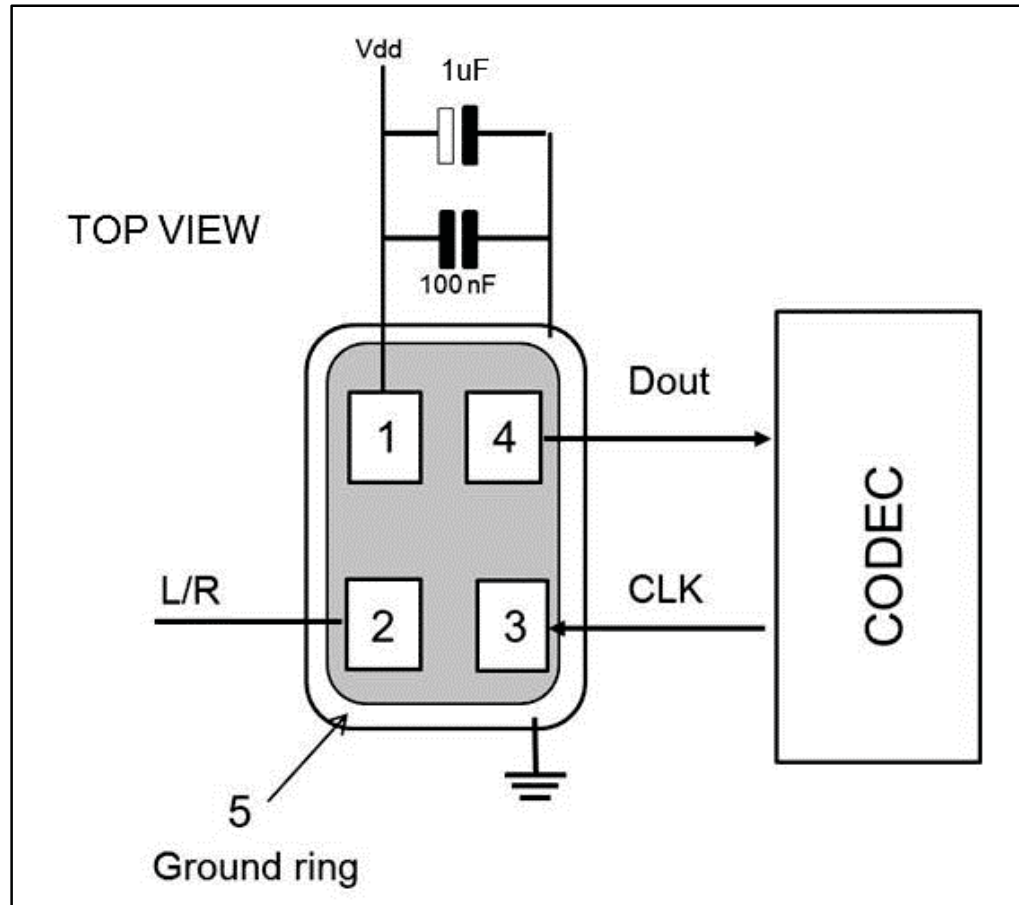 Vdd
1uF
TOP VIEW
100 nF
Dout
1
4
CODEC
L/R
CLK
2
3
5
Ground ring